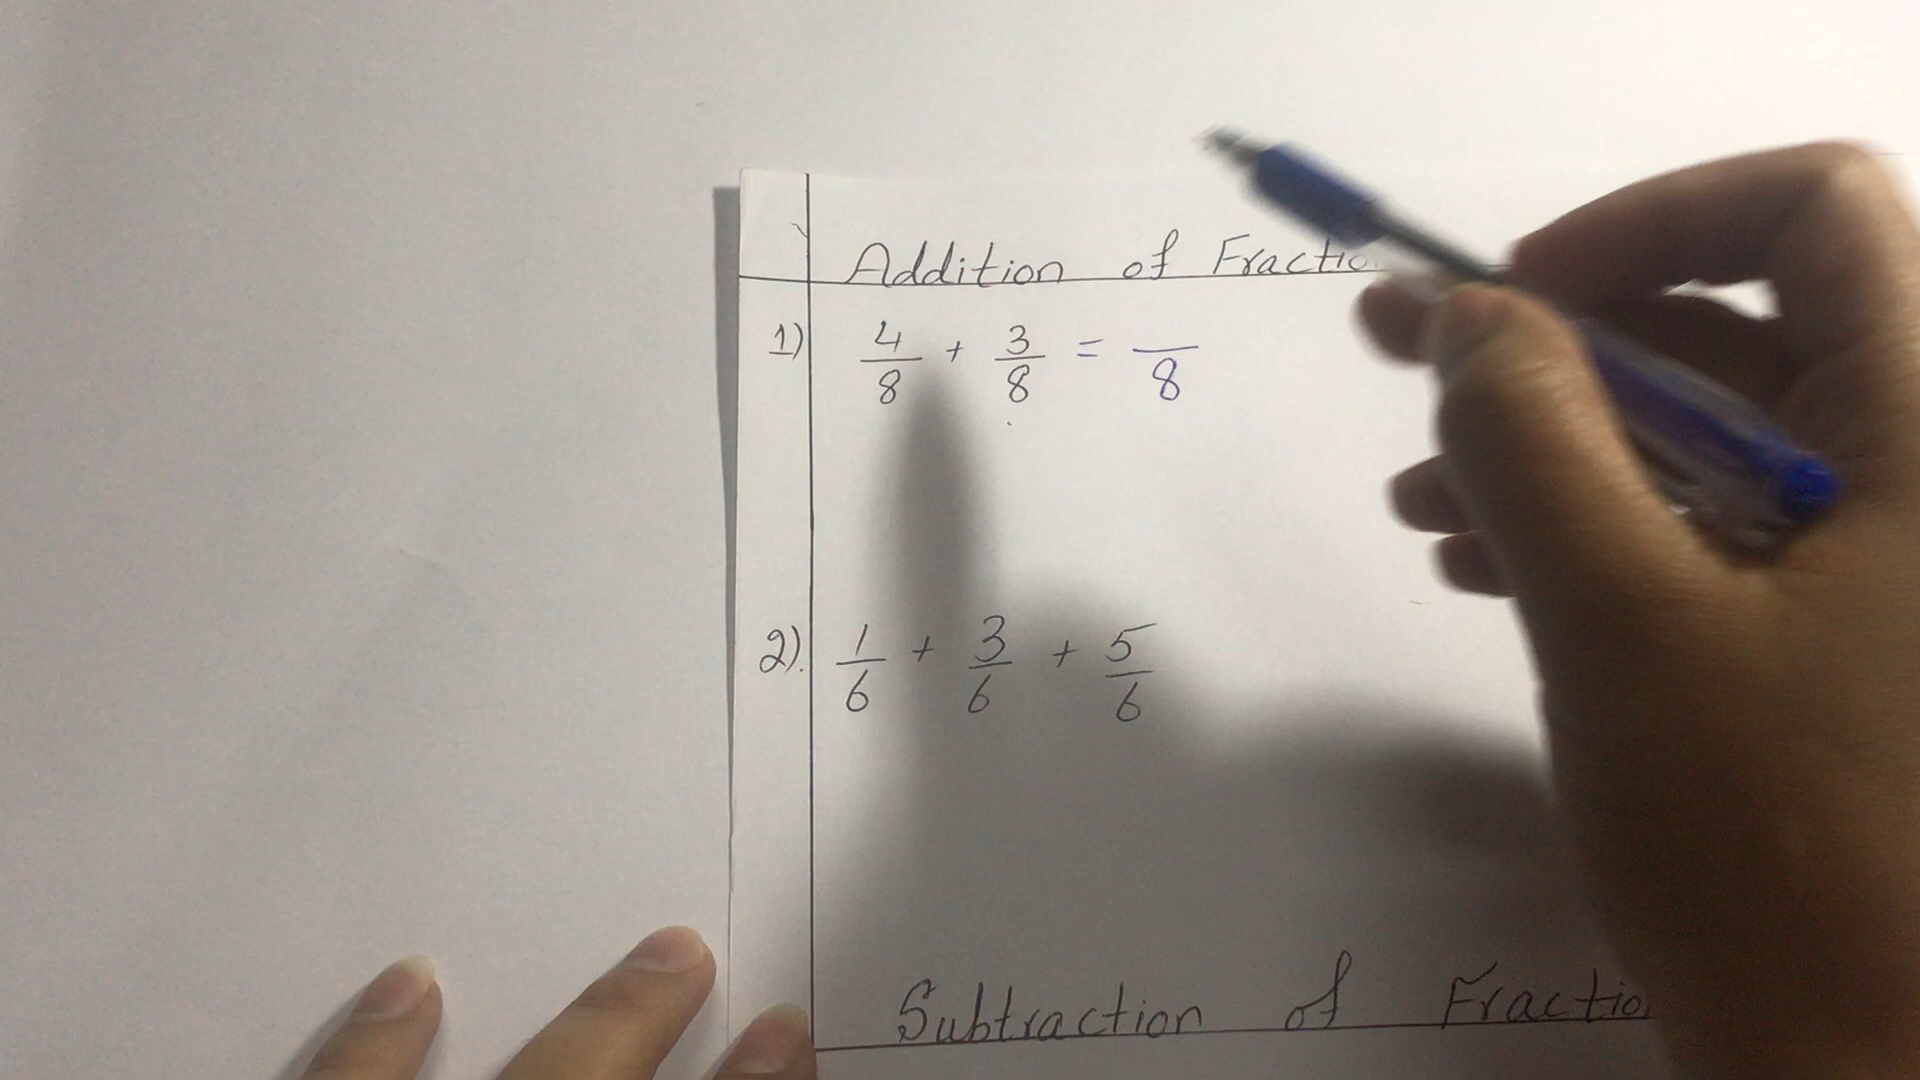 Addition of Fractio
1) 4/8 + 3/8 = /8
2). 1/6 + 3/6 + 5/6
Subtraction of Fractio